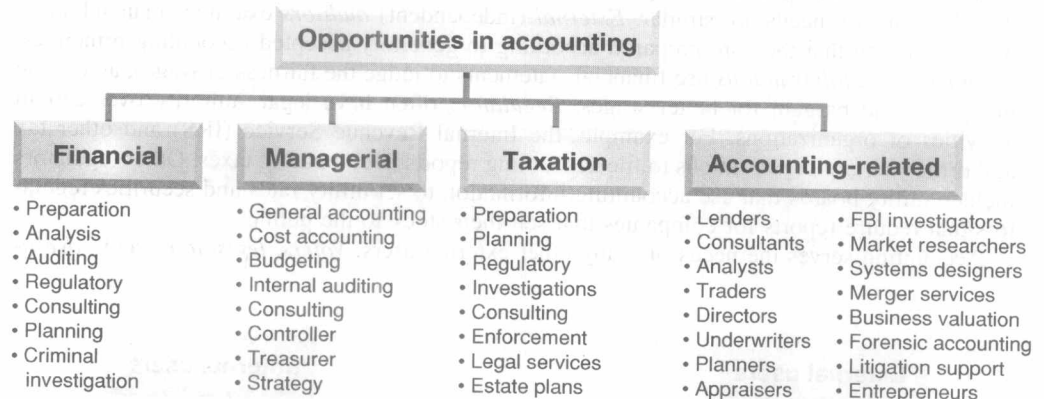 Opportunities in accounting
Financial
• Preparation
• Analysis
• Auditing
• Regulatory
• Consulting
• Planning
• Criminal
investigation
Managerial
• General accounting
• Cost accounting
• Budgeting
• Internal auditing
• Consulting
• Controller
• Treasurer
• Strategy
Taxation
• Preparation
• Planning
• Regulatory
• Investigations
• Consulting
• Enforcement
• Legal services
• Estate plans
Accounting-related
• Lenders
• Consultants
• Analysts
• Traders
• Directors
• Underwriters
• Planners
• Appraisers
• FBI investigators
• Market researchers
• Systems designers
• Merger services
• Business valuation
• Forensic accounting
• Litigation support
• Entrepreneurs